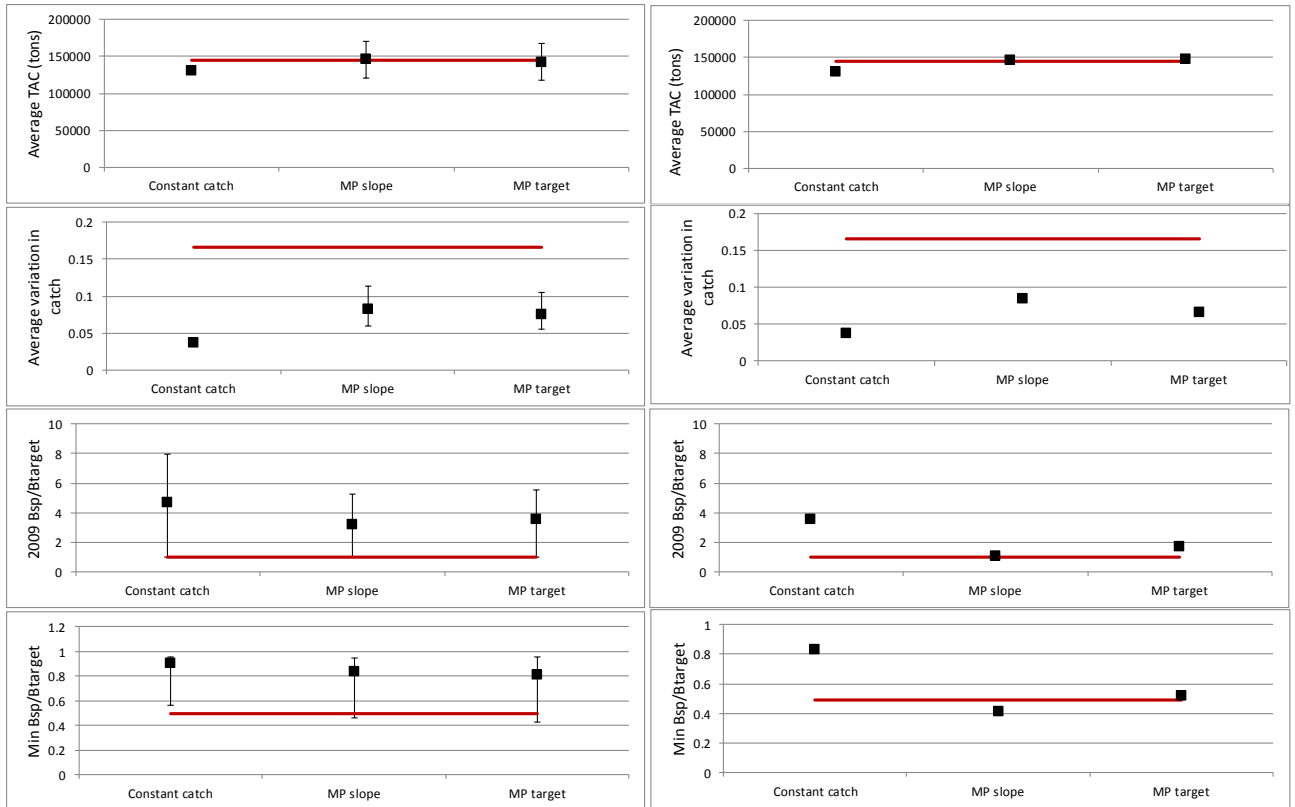 Average TAC (tons)
200000
150000
100000
50000
0
Constant catch MP slope MP target
Average TAC (tons)
200000
150000
100000
50000
0
Constant catch MP slope MP target
Average variation in
catch
0.2
0.15
0.1
0.05
0
Constant catch MP slope MP target
Average variation in
catch
0.2
0.15
0.1
0.05
0
Constant catch MP slope MP target
2009 Bsp/Btarget
10
8
6
4
2
0
Constant catch MP slope MP target
2009 Bsp/Btarget
10
8
6
4
2
0
Constant catch MP slope MP target
Min Bsp/Btarget
1.2
1
0.8
0.6
0.4
0.2
0
Constant catch MP slope MP target
Min Bsp/Btarget
1
0.8
0.6
0.4
0.2
0
Constant catch MP slope MP target